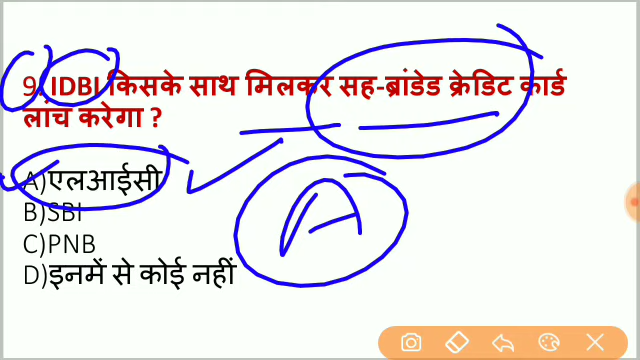 9. IDBI किसके साथ मिलकर सह-ब्रांडेड क्रेडिट कार्ड
लांच करेगा ?
A)एलआईसी
B)SBI
C)PNB
D)इनमें से कोई नहीं
A